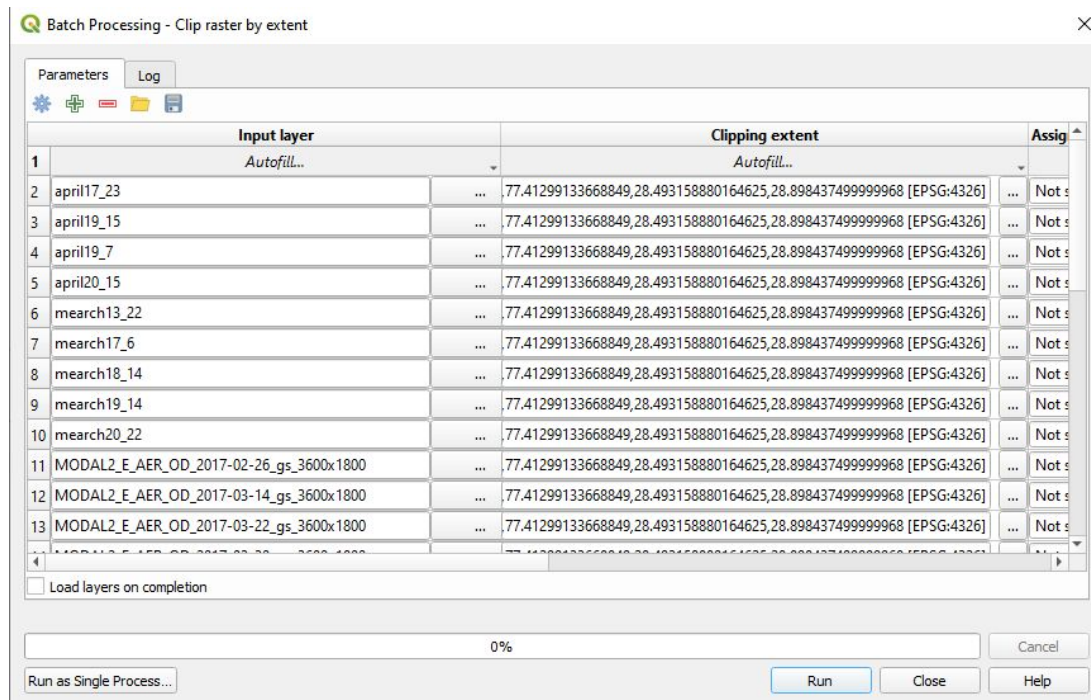 Batch Processing - Clip raster by extent
Parameters Log
Input layer Clipping extent Assig
1 Autofill... Autofill...
2 april17_23 ... ,77.41299133668849,28.493158880164625,28.898437499999968 [EPSG:4326] ... Not s
3 april19_15 ... ,77.41299133668849,28.493158880164625,28.898437499999968 [EPSG:4326] ... Not s
4 april19_7 ... ,77.41299133668849,28.493158880164625,28.898437499999968 [EPSG:4326] ... Not s
5 april20_15 ... ,77.41299133668849,28.493158880164625,28.898437499999968 [EPSG:4326] ... Not s
6 mearch13_22 ... ,77.41299133668849,28.493158880164625,28.898437499999968 [EPSG:4326] ... Not s
7 mearch17_6 ... ,77.41299133668849,28.493158880164625,28.898437499999968 [EPSG:4326] ... Not s
8 mearch18_14 ... ,77.41299133668849,28.493158880164625,28.898437499999968 [EPSG:4326] ... Not s
9 mearch19_14 ... ,77.41299133668849,28.493158880164625,28.898437499999968 [EPSG:4326] ... Not s
10 mearch20_22 ... ,77.41299133668849,28.493158880164625,28.898437499999968 [EPSG:4326] ... Not s
11 MODAL2_E_AER_OD_2017-02-26_gs_3600x1800 ... ,77.41299133668849,28.493158880164625,28.898437499999968 [EPSG:4326] ... Not s
12 MODAL2_E_AER_OD_2017-03-14_gs_3600x1800 ... ,77.41299133668849,28.493158880164625,28.898437499999968 [EPSG:4326] ... Not s
13 MODAL2_E_AER_OD_2017-03-22_gs_3600x1800 ... ,77.41299133668849,28.493158880164625,28.898437499999968 [EPSG:4326] ... Not s
Load layers on completion
0% Cancel
Run as Single Process... Run Close Help